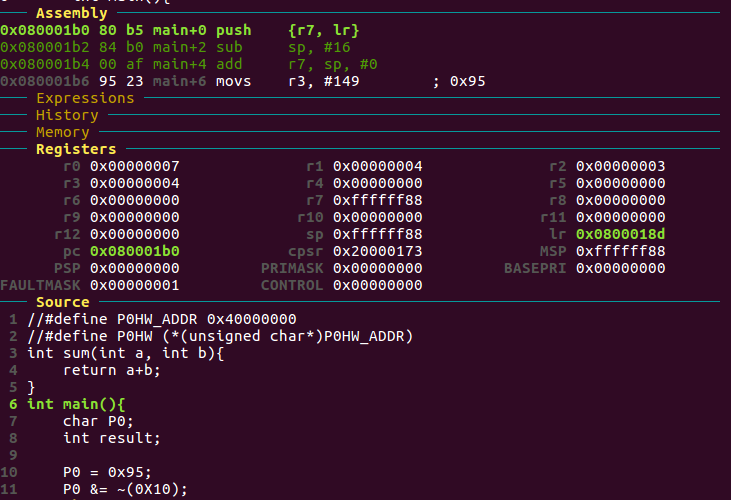 Assembly
0x080001b0 80 b5 main+0 push    {r7, lr}
0x080001b2 84 b0 main+2 sub     sp, #16
0x080001b4 00 af main+4 add     r7, sp, #0
0x080001b6 95 23 main+6 movs    r3, #149        ; 0x95
Expressions
History
Memory
Registers
r0 0x00000007 r1 0x00000004 r2 0x00000003
r3 0x00000004 r4 0x00000000 r5 0x00000000
r6 0x00000000 r7 0xffffff88 r8 0x00000000
r9 0x00000000 r10 0x00000000 r11 0x00000000
r12 0x00000000 sp 0xffffff88 lr 0x0800018d
pc 0x080001b0 cpsr 0x20000173 MSP 0xffffff88
PSP 0x00000000 PRIMASK 0x00000000 BASEPRI 0x00000000
FAULTMASK 0x00000001 CONTROL 0x00000000
Source
1 //#define P0HW_ADDR 0x40000000
2 //#define P0HW (*(unsigned char*)P0HW_ADDR)
3 int sum(int a, int b){
4     return a+b;
5 }
6 int main(){
7     char P0;
8     int result;
9
10     P0 = 0x95;
11     P0 &= ~(0X10);